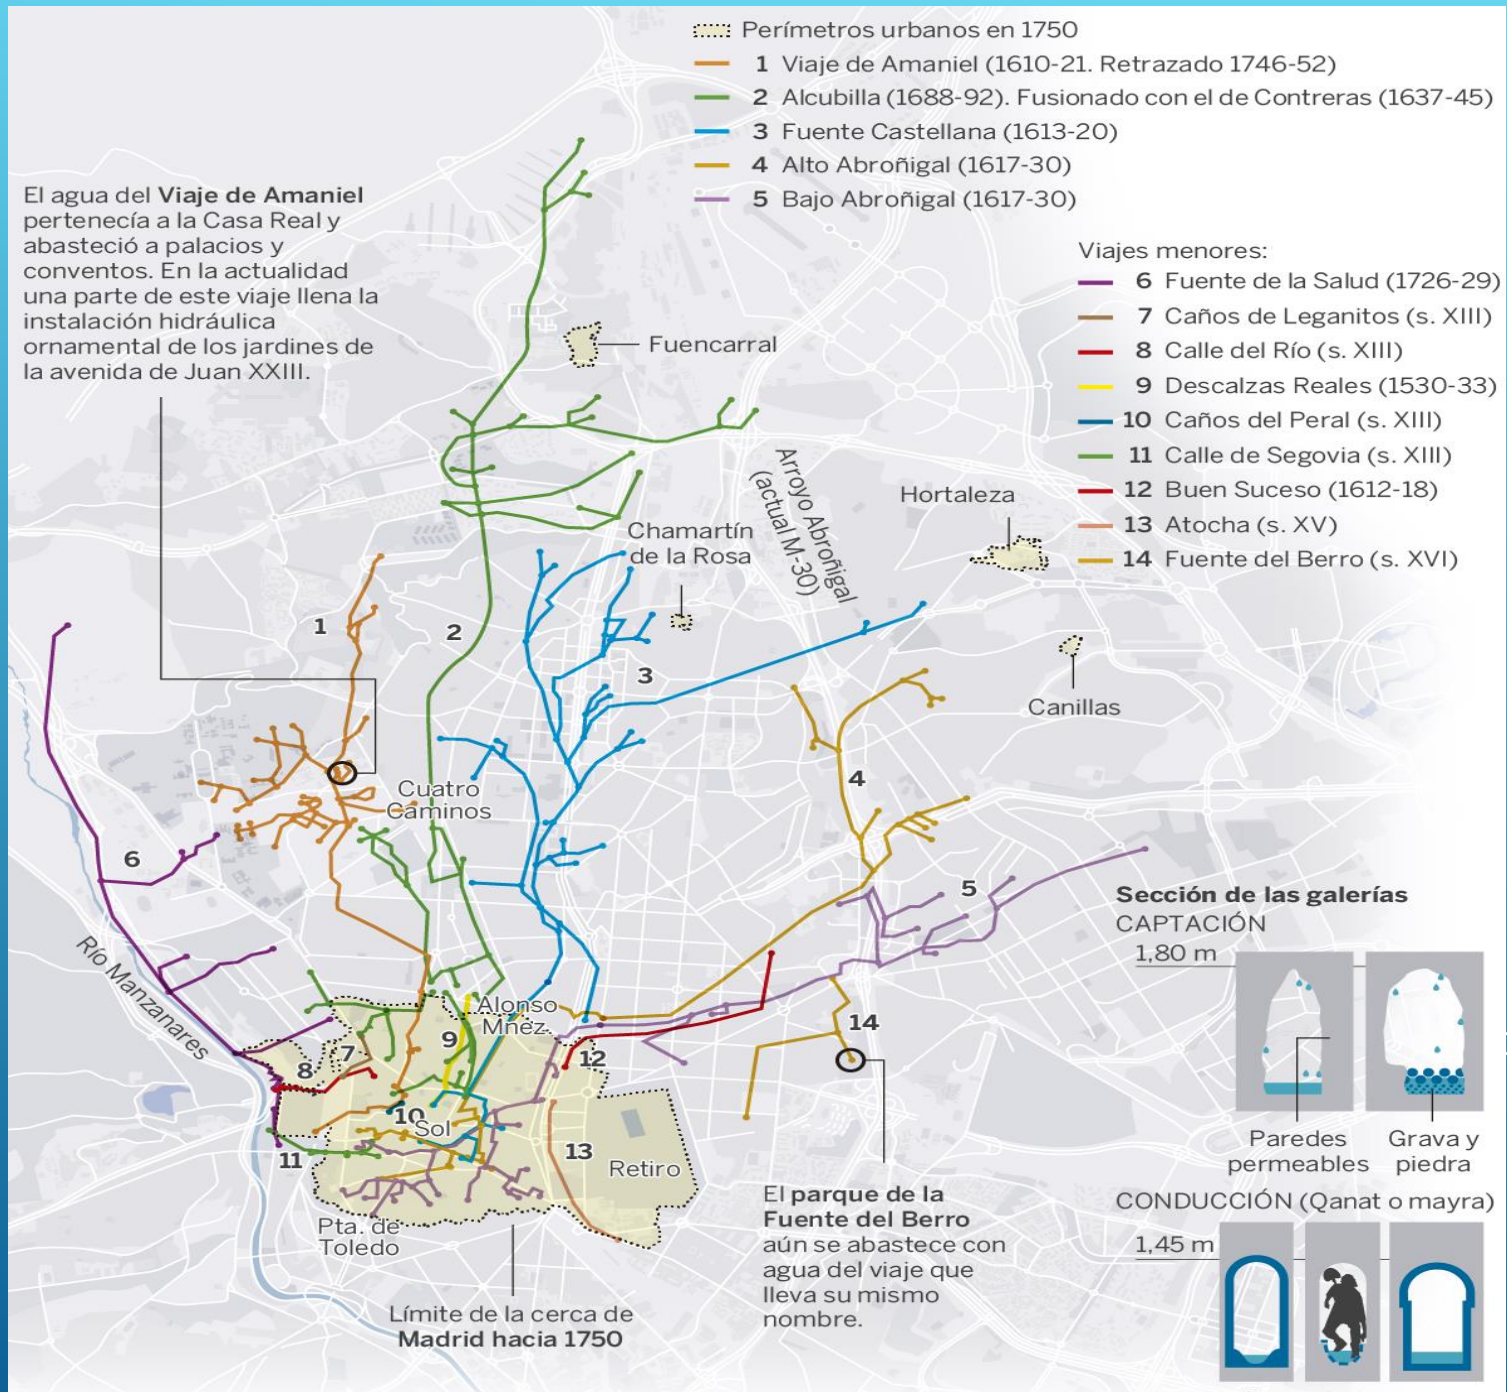 Perímetros urbanos en 1750
1 Viaje de Amaniel (1610-21. Retrazado 1746-52)
2 Alcubilla (1688-92). Fusionado con el de Contreras (1637-45)
3 Fuente Castellana (1613-20)
4 Alto Abroñigal (1617-30)
5 Bajo Abroñigal (1617-30)
El agua del Viaje de Amaniel
pertenecía a la Casa Real y
abasteció a palacios y
conventos. En la actualidad
una parte de este viaje llena la
instalación hidráulica
ornamental de los jardines de
la avenida de Juan XXIII.
Viajes menores:
6 Fuente de la Salud (1726-29)
7 Caños de Leganitos (s. XIII)
8 Calle del Río (s. XIII)
9 Descalzas Reales (1530-33)
10 Caños del Peral (s. XIII)
11 Calle de Segovia (s. XIII)
12 Buen Suceso (1612-18)
13 Atocha (s. XV)
14 Fuente del Berro (s. XVI)
Fuencarral
Arroyo Abroñigal
(actual M-30)
Hortaleza
Chamartín
de la Rosa
Canillas
1
2
3
Cuatro
Caminos
4
6
5
Río Manzanares
Alonso
Mnez.
14
7
8
9
12
10
Sol
11
13
Retiro
Pta. de
Toledo
Límite de la cerca de
Madrid hacia 1750
El parque de la
Fuente del Berro
aún se abastece con
agua del viaje que
lleva su mismo
nombre.
Sección de las galerías
CAPTACIÓN
1,80 m
Paredes
permeables
Grava y
piedra
CONDUCCIÓN (Qanat o mayra)
1,45 m